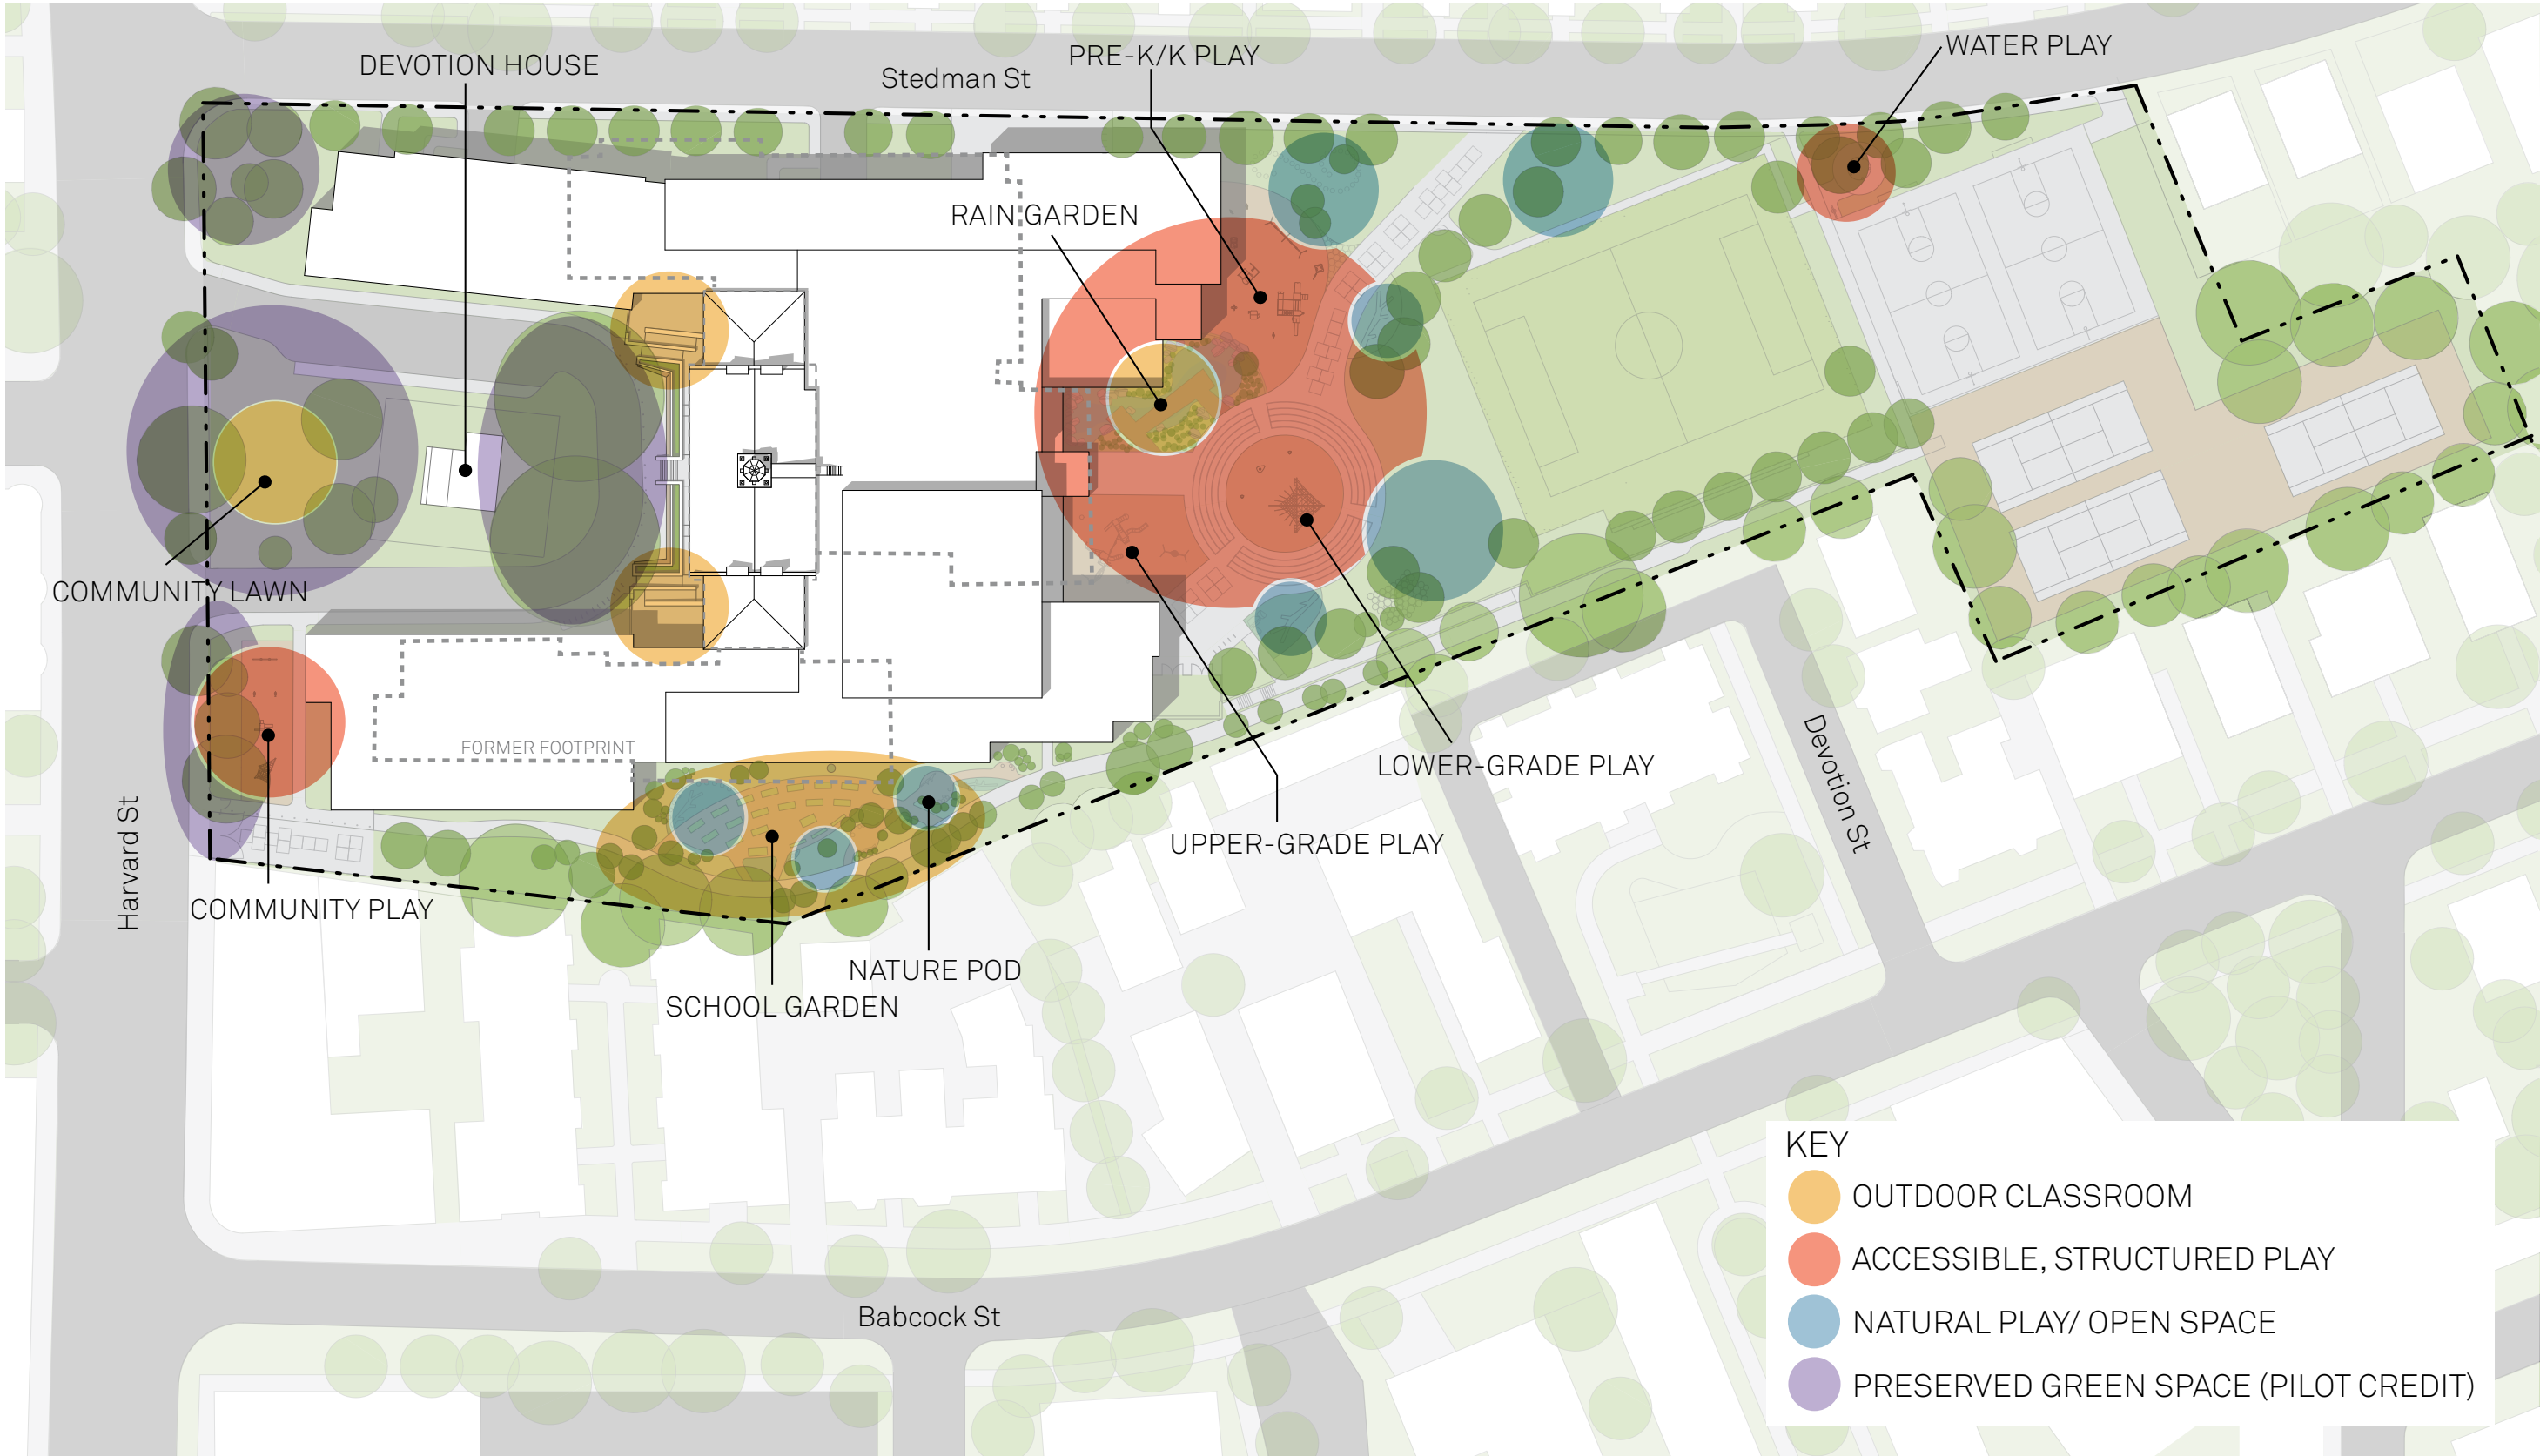 DEVOTION HOUSE
Stedman St
PRE-K/K PLAY
WATER PLAY
RAIN GARDEN
COMMUNITY LAWN
FORMER FOOTPRINT
LOWER-GRADE PLAY
Devotion St
UPPER-GRADE PLAY
Harvard St
COMMUNITY PLAY
NATURE POD
SCHOOL GARDEN
Babcock St
KEY
OUTDOOR CLASSROOM
ACCESSIBLE, STRUCTURED PLAY
NATURAL PLAY/ OPEN SPACE
PRESERVED GREEN SPACE (PILOT CREDIT)